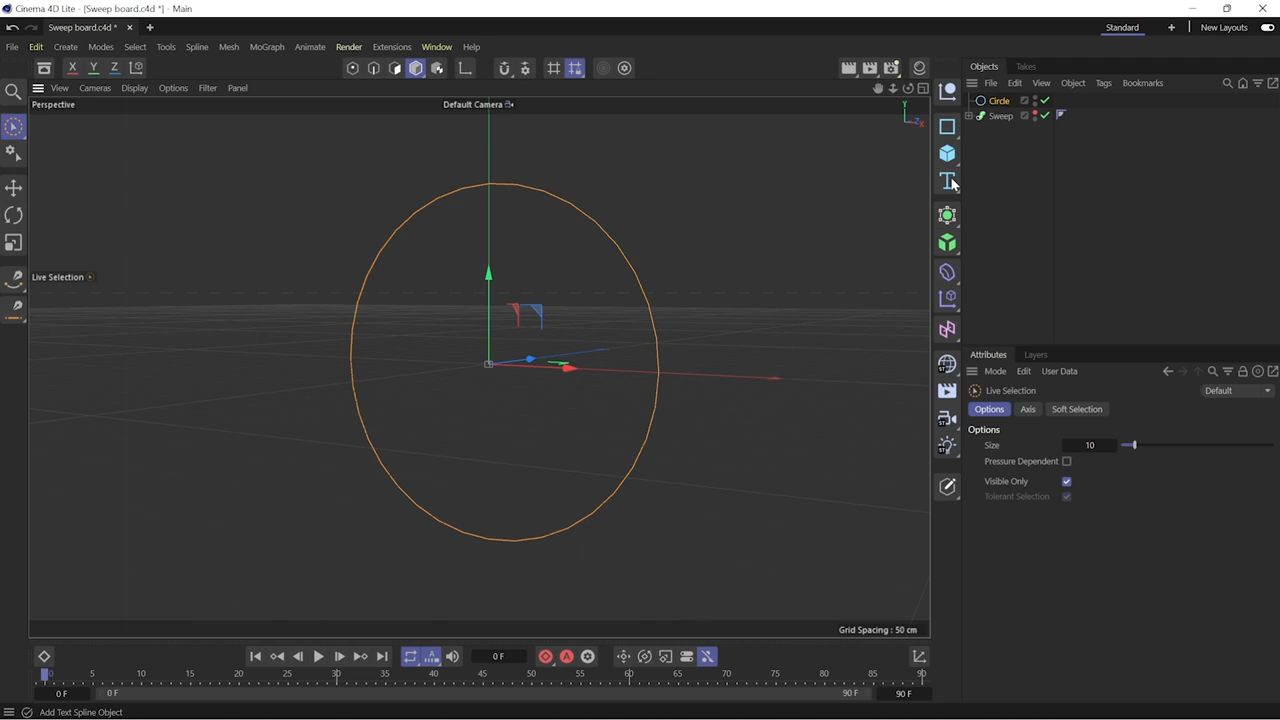 Cinema 4D Lite - [Sweep board.c4d *] - Main
Sweep board.c4d *
Standard
New Layouts
File Edit Create Modes Select Tools Spline Mesh MoGraph Animate Render Extensions Window Help
X Y Z
Objects Takes
View Cameras Display Options Filter Panel
File Edit View Object Tags Bookmarks
Perspective
Default Camera
Y
Z
X
Circle
Sweep
T
Live Selection
Attributes Layers
Mode Edit User Data
Live Selection
Default
Options Axis Soft Selection
Options
Size 10
Pressure Dependent
Visible Only
Tolerant Selection
ST
ST
ST
ST
Grid Spacing : 50 cm
0 F
A
0 5 10 15 20 25 30 35 40 45 50 55 60 65 70 75 80 85 90
0 F 0 F 90 F 90 F
Add Text Spline Object